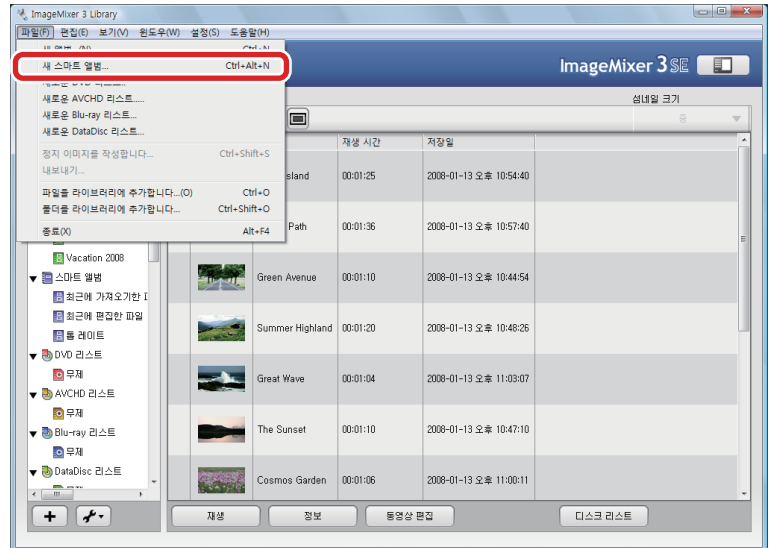 ImageMixer 3 Library
파일(F) 편집(E) 보기(V) 윈도우(W) 설정(S) 도움말(H)
새 스마트 앨범... Ctrl+Alt+N
새로운 AVCHD 리스트.....
새로운 Blu-ray 리스트...
새로운 DataDisc 리스트...
정지 이미지를 작성합니다... Ctrl+Shift+S
내보내기...
파일을 라이브러리에 추가합니다...(O) Ctrl+O
폴더를 라이브러리에 추가합니다... Ctrl+Shift+O
종료(X) Alt+F4
ImageMixer 3 SE
섬네일 크기
중
재생 시간 저장일
sland 00:01:25 2008-01-13 오후 10:54:40
Path 00:01:36 2008-01-13 오후 10:57:40
Green Avenue 00:01:10 2008-01-13 오후 10:44:54
Summer Highland 00:01:20 2008-01-13 오후 10:48:26
Great Wave 00:01:04 2008-01-13 오후 11:03:07
The Sunset 00:01:10 2008-01-13 오후 10:47:10
Cosmos Garden 00:01:06 2008-01-13 오후 11:00:11
Vacation 2008
스마트 앨범
최근에 가져오기한
최근에 편집한 파일
톱 레이트
DVD 리스트
무제
AVCHD 리스트
무제
Blu-ray 리스트
무제
DataDisc 리스트
재생 정보 동영상 편집 디스크 리스트